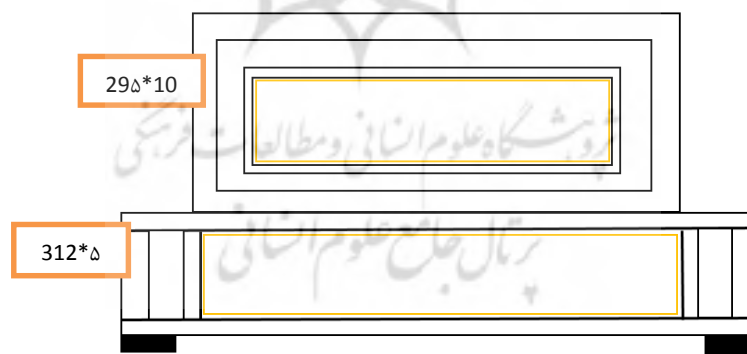 29۵*10
پژوهشگاه علوم انسانی و مطالعات فرهنگی
312*۵
پرتال جامع علوم انسانی